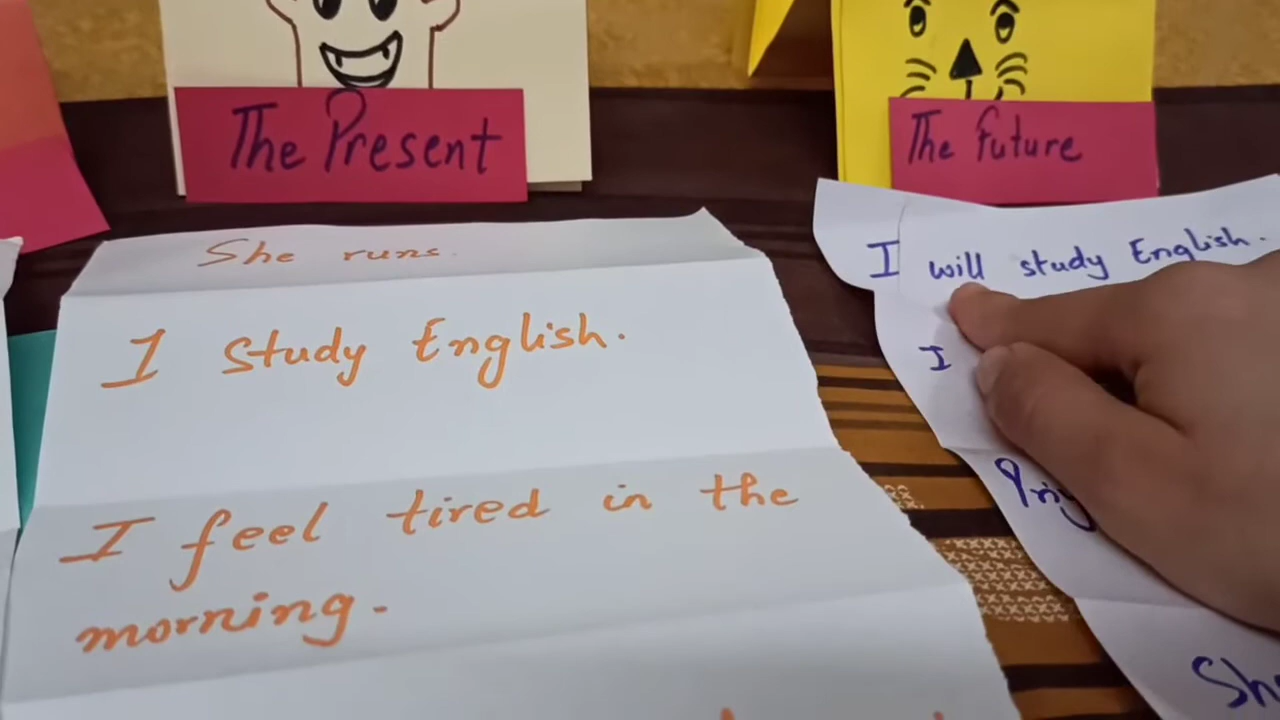 The Present
The Future
She runs.
I study English.
I feel tired in the
morning.
I will study English.
I